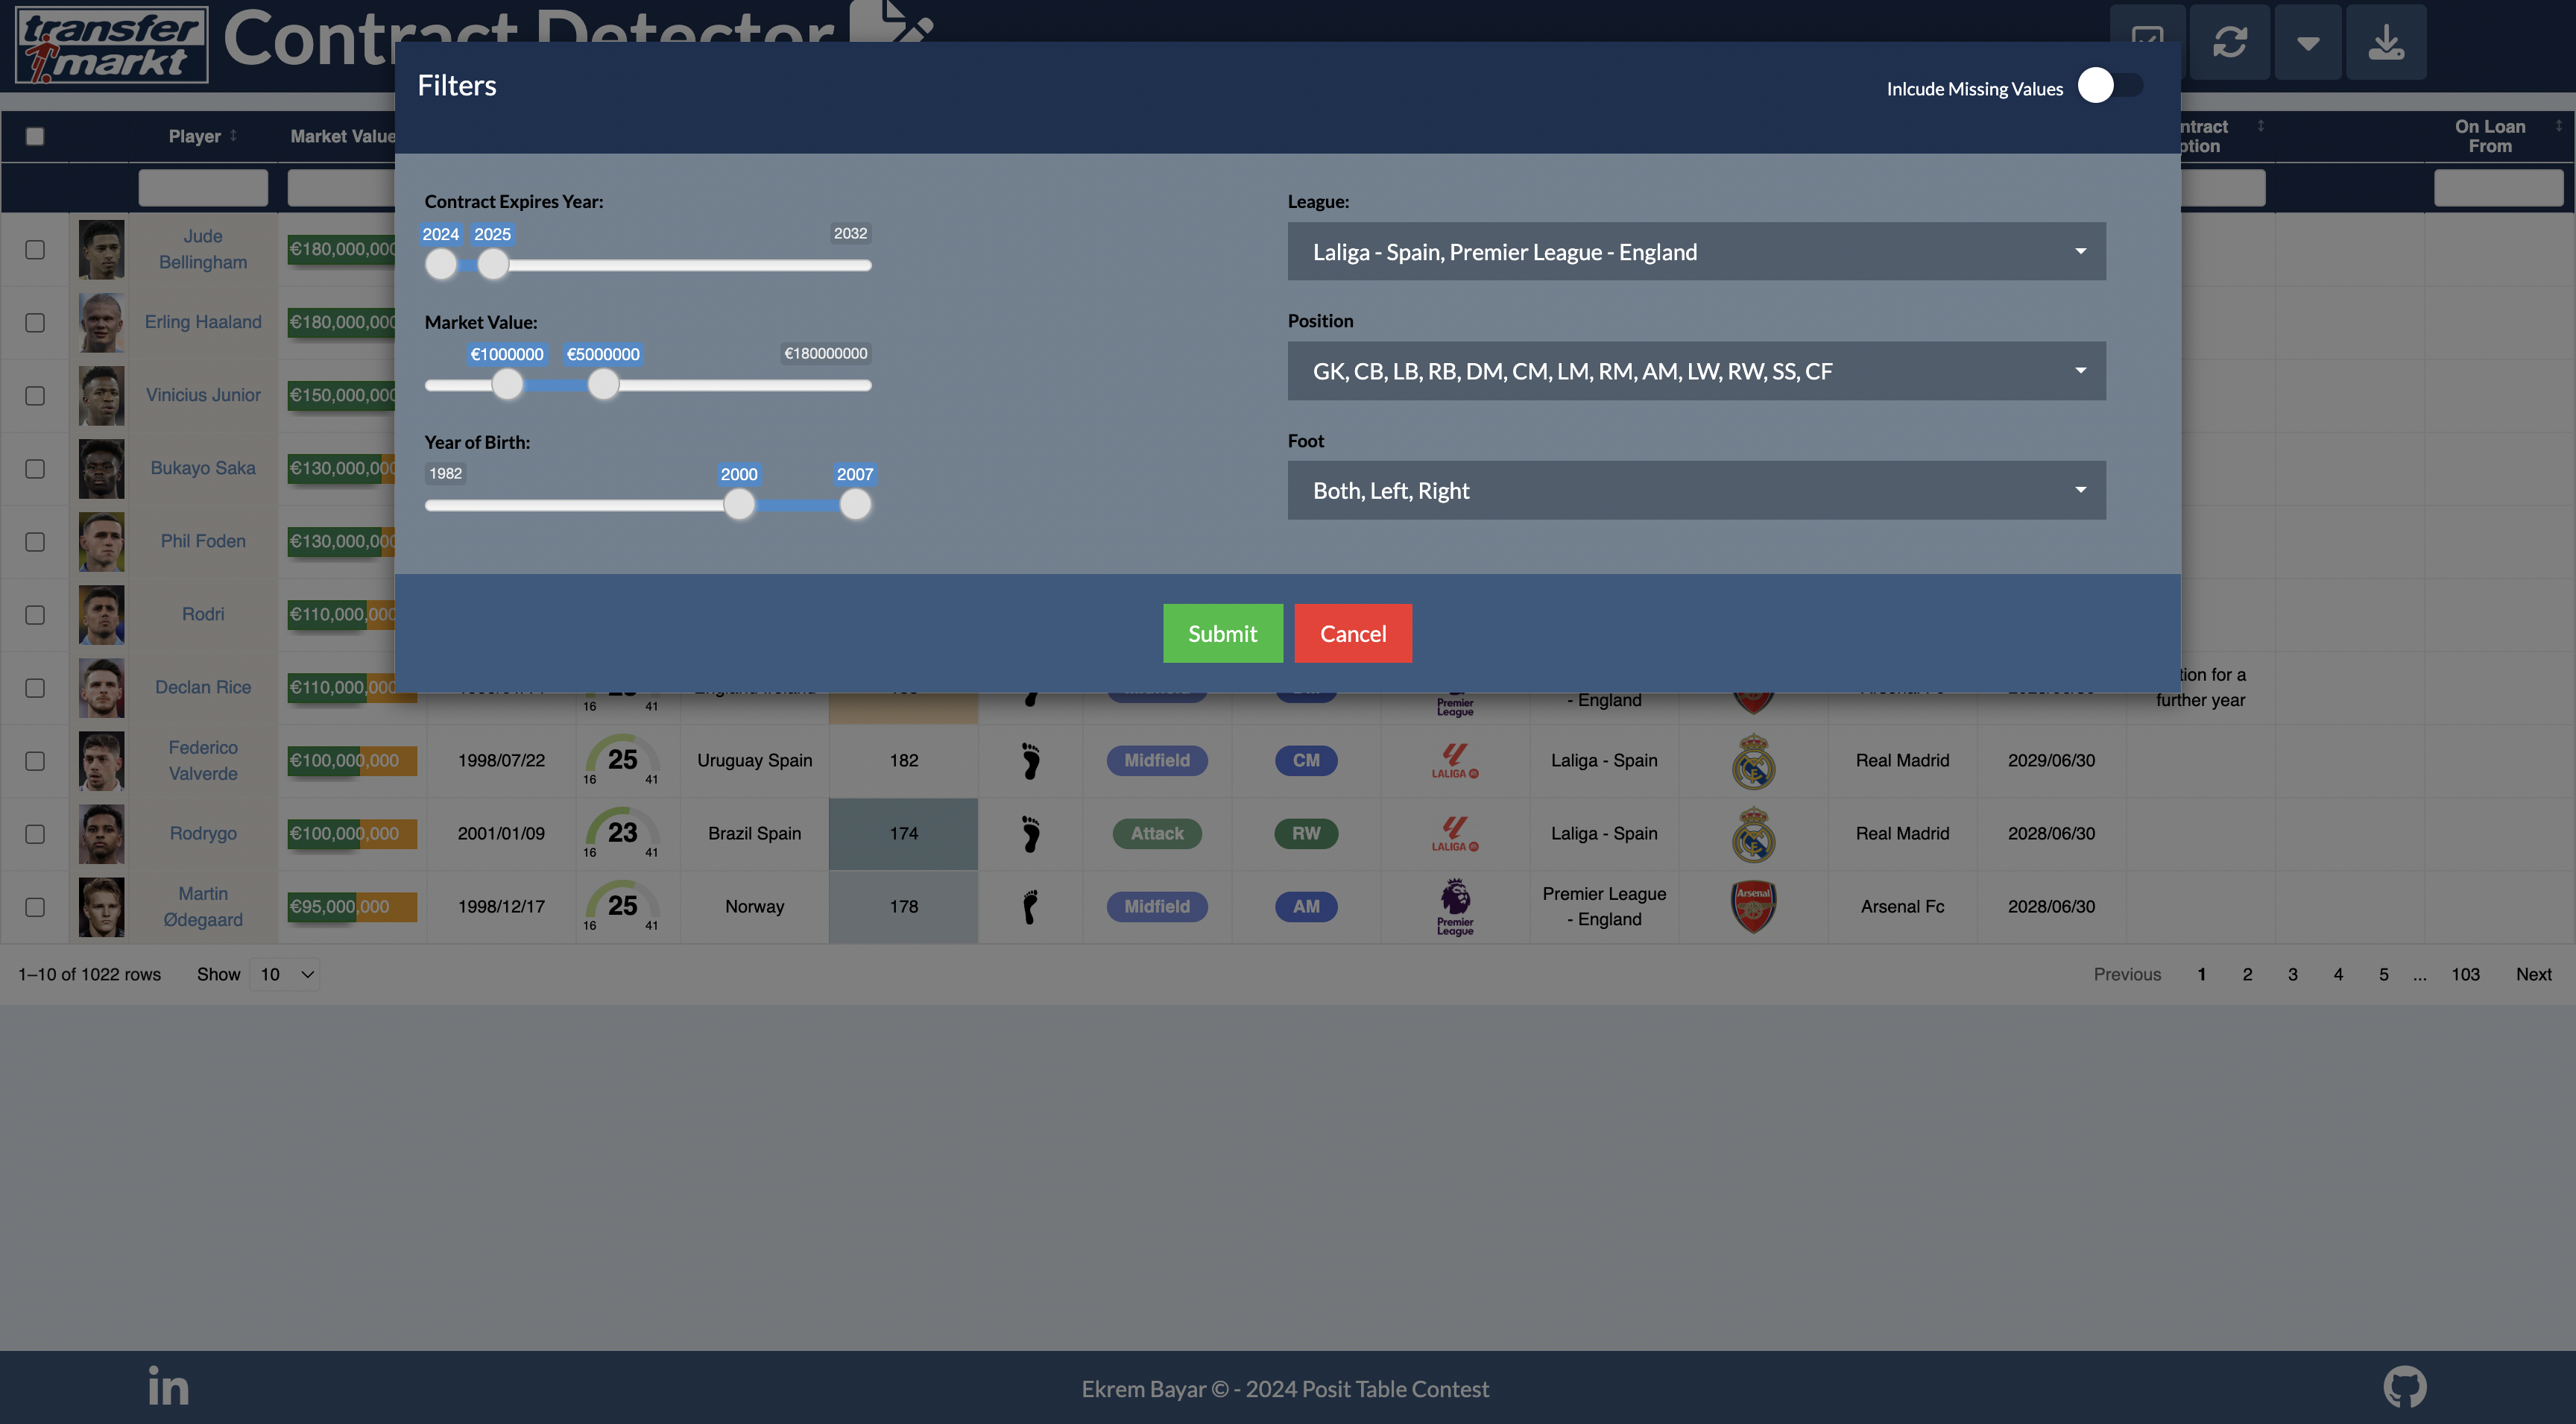 transfer
markt
Contract Detector
Filters
Inlcude Missing Values
Contract Expires Year:
2024 2025 2032
Market Value:
€1000000 €5000000 €180000000
Year of Birth:
1982 2000 2007
League:
Laliga - Spain, Premier League - England
Position
GK, CB, LB, RB, DM, CM, LM, RM, AM, LW, RW, SS, CF
Foot
Both, Left, Right
Submit Cancel
Player Market Value
On Loan
From
Jude
Bellingham €180,000,000
Erling Haaland €180,000,000
Vinicius Junior €150,000,000
Bukayo Saka €130,000,000
Phil Foden €130,000,000
Rodri €110,000,000
Declan Rice €110,000,000
16 41
Premier
League
- England
tion for a
further year
Federico
Valverde €100,000,000 1998/07/22 25 16 41 Uruguay Spain 182 Midfield CM LALIGA Laliga - Spain Real Madrid 2029/06/30
Rodrygo €100,000,000 2001/01/09 23 16 41 Brazil Spain 174 Attack RW LALIGA Laliga - Spain Real Madrid 2028/06/30
Martin
Ødegaard €95,000,000 1998/12/17 25 16 41 Norway 178 Midfield AM Premier League Premier League
- England Arsenal Arsenal Fc 2028/06/30
1–10 of 1022 rows Show 10 Previous 1 2 3 4 5 ... 103 Next
in
Ekrem Bayar © - 2024 Posit Table Contest